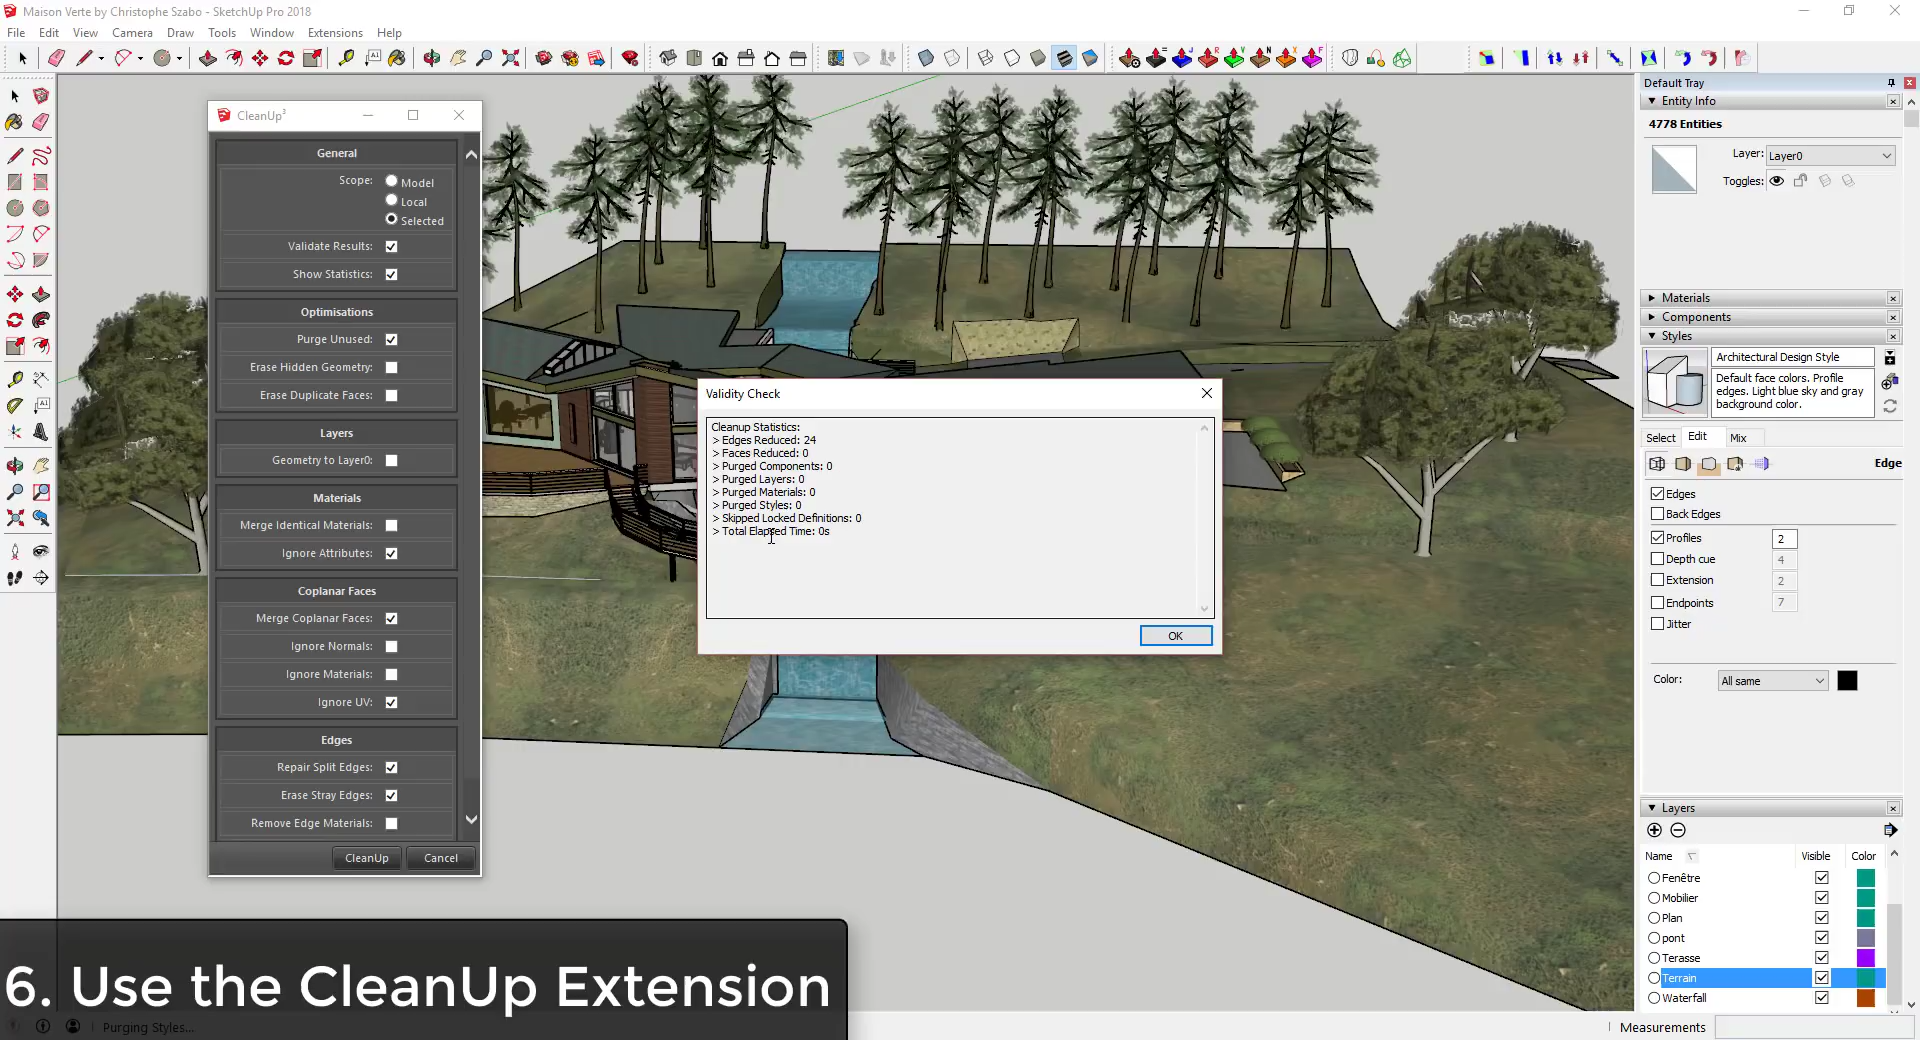 Maison Verte by Christophe Szabo - SketchUp Pro 2018
File Edit View Camera Draw Tools Window Extensions Help
CleanUp³
General
Scope:
Model
Local
Selected
Validate Results:
Show Statistics:
Optimisations
Purge Unused:
Erase Hidden Geometry:
Erase Duplicate Faces:
Layers
Geometry to Layer0:
Materials
Merge Identical Materials:
Ignore Attributes:
Coplanar Faces
Merge Coplanar Faces:
Ignore Normals:
Ignore Materials:
Ignore UV:
Edges
Repair Split Edges:
Erase Stray Edges:
Remove Edge Materials:
CleanUp Cancel
Validity Check
Cleanup Statistics:
> Edges Reduced: 24
> Faces Reduced: 0
> Purged Components: 0
> Purged Layers: 0
> Purged Materials: 0
> Purged Styles: 0
> Skipped Locked Definitions: 0
> Total Elapsed Time: 0s
OK
Default Tray
Entity Info
4778 Entities
Layer: Layer0
Toggles:
Materials
Components
Styles
Architectural Design Style
Default face colors. Profile
edges. Light blue sky and gray
background color.
Select Edit Mix
Edge
Edges
Back Edges
Profiles 2
Depth cue 4
Extension 2
Endpoints 7
Jitter
Color: All same
Layers
Name Visible Color
Fenêtre
Mobilier
Plan
pont
Terasse
Terrain
Waterfall
6. Use the CleanUp Extension
Purging Styles...
Measurements